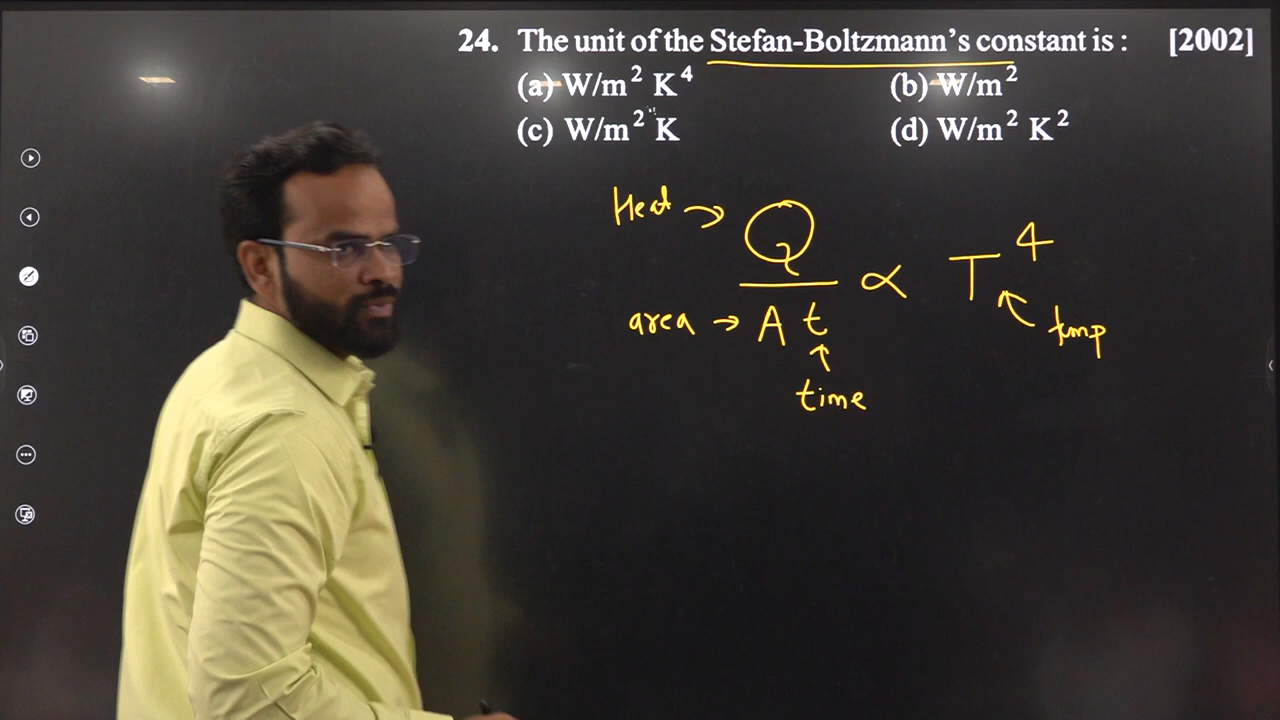 24. The unit of the Stefan-Boltzmann's constant is : [2002]
(a) W/m² K⁴ (b) W/m²
(c) W/m² K (d) W/m² K²
Heat → Q
∝ T⁴
area → A t
↑ tmp
↑
time